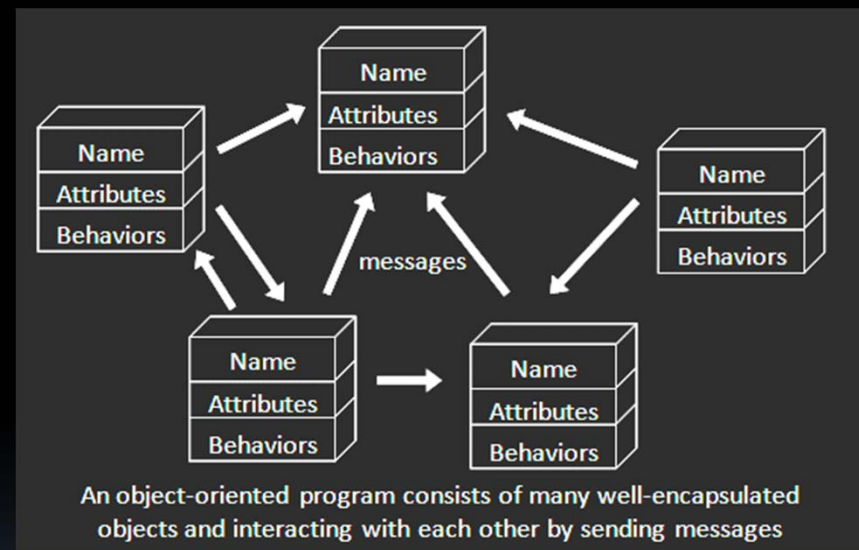 Name
Attributes
Behaviors
Name
Attributes
Behaviors
Name
Attributes
Behaviors
messages
Name
Attributes
Behaviors
Name
Attributes
Behaviors
An object-oriented program consists of many well-encapsulated
objects and interacting with each other by sending messages